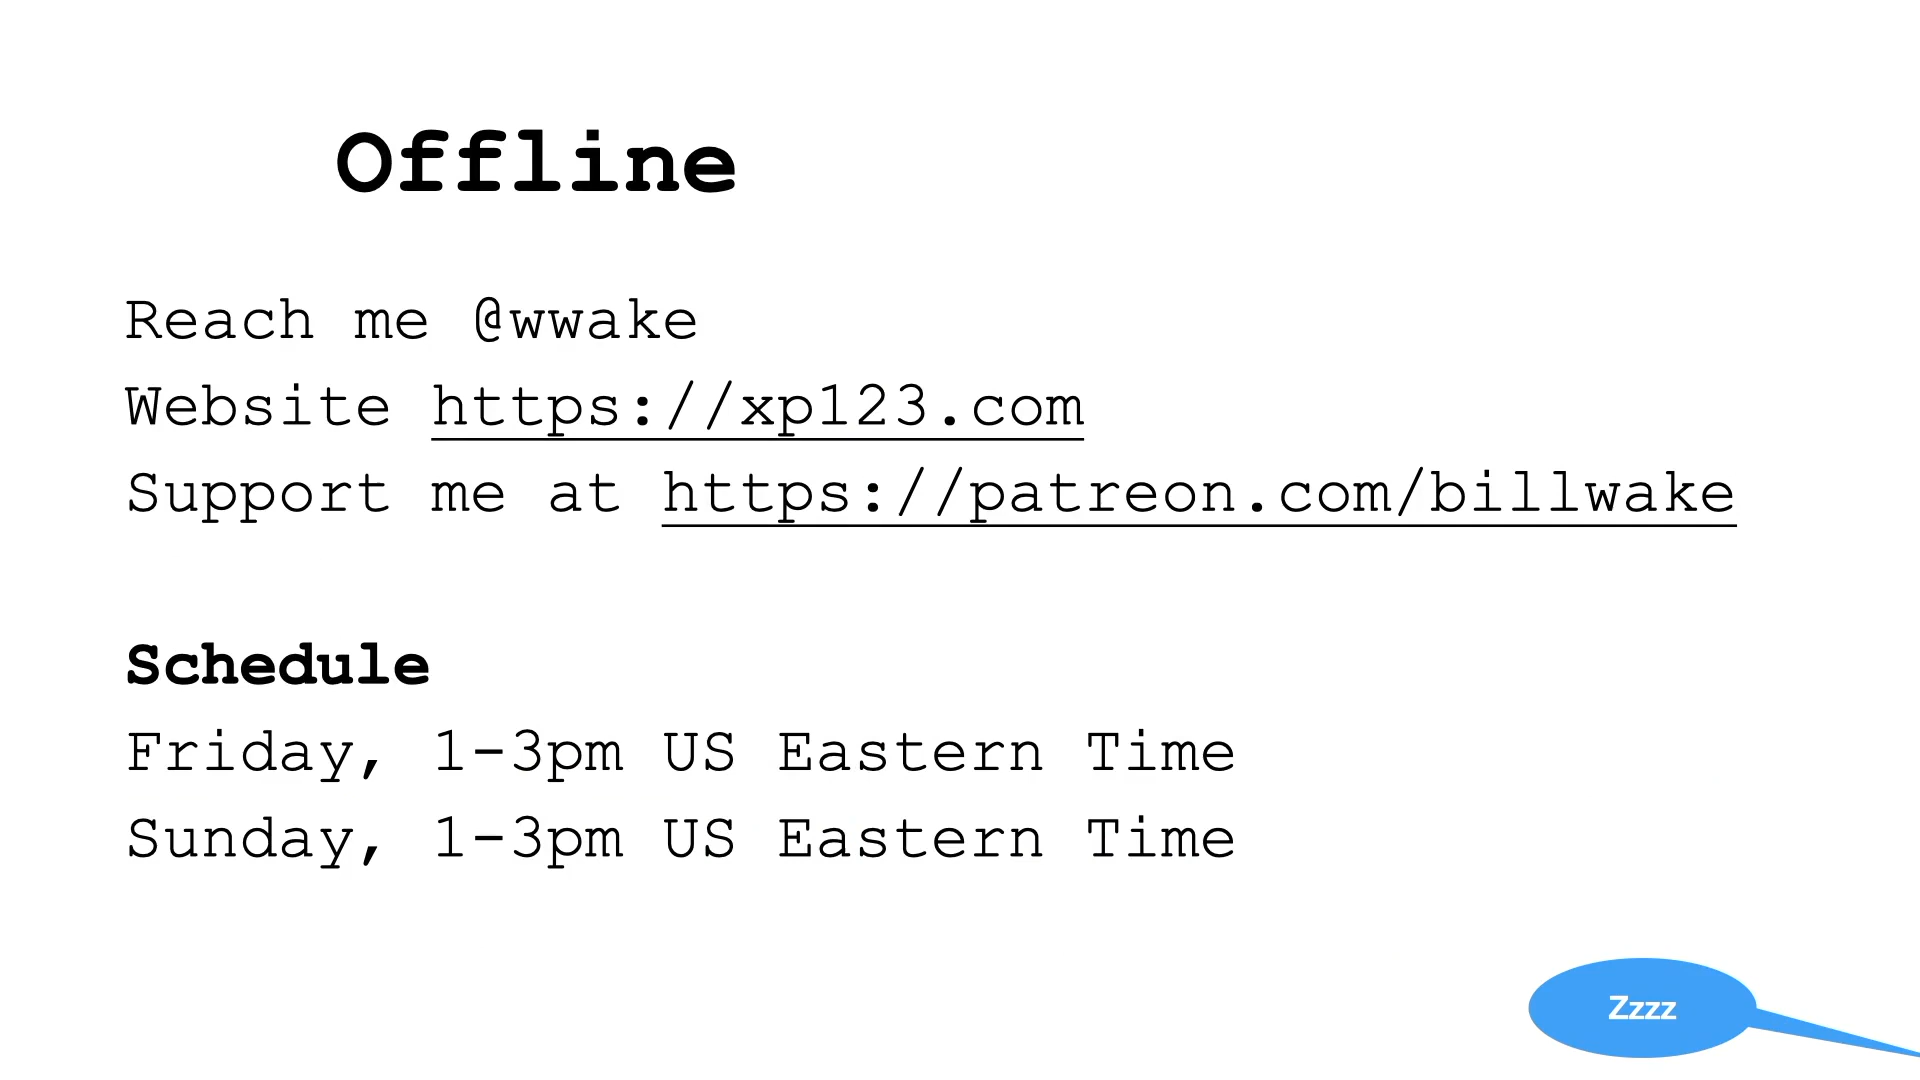 Offline
Reach me @wwake
Website https://xp123.com
Support me at https://patreon.com/billwake
Schedule
Friday, 1-3pm US Eastern Time
Sunday, 1-3pm US Eastern Time
Zzzz